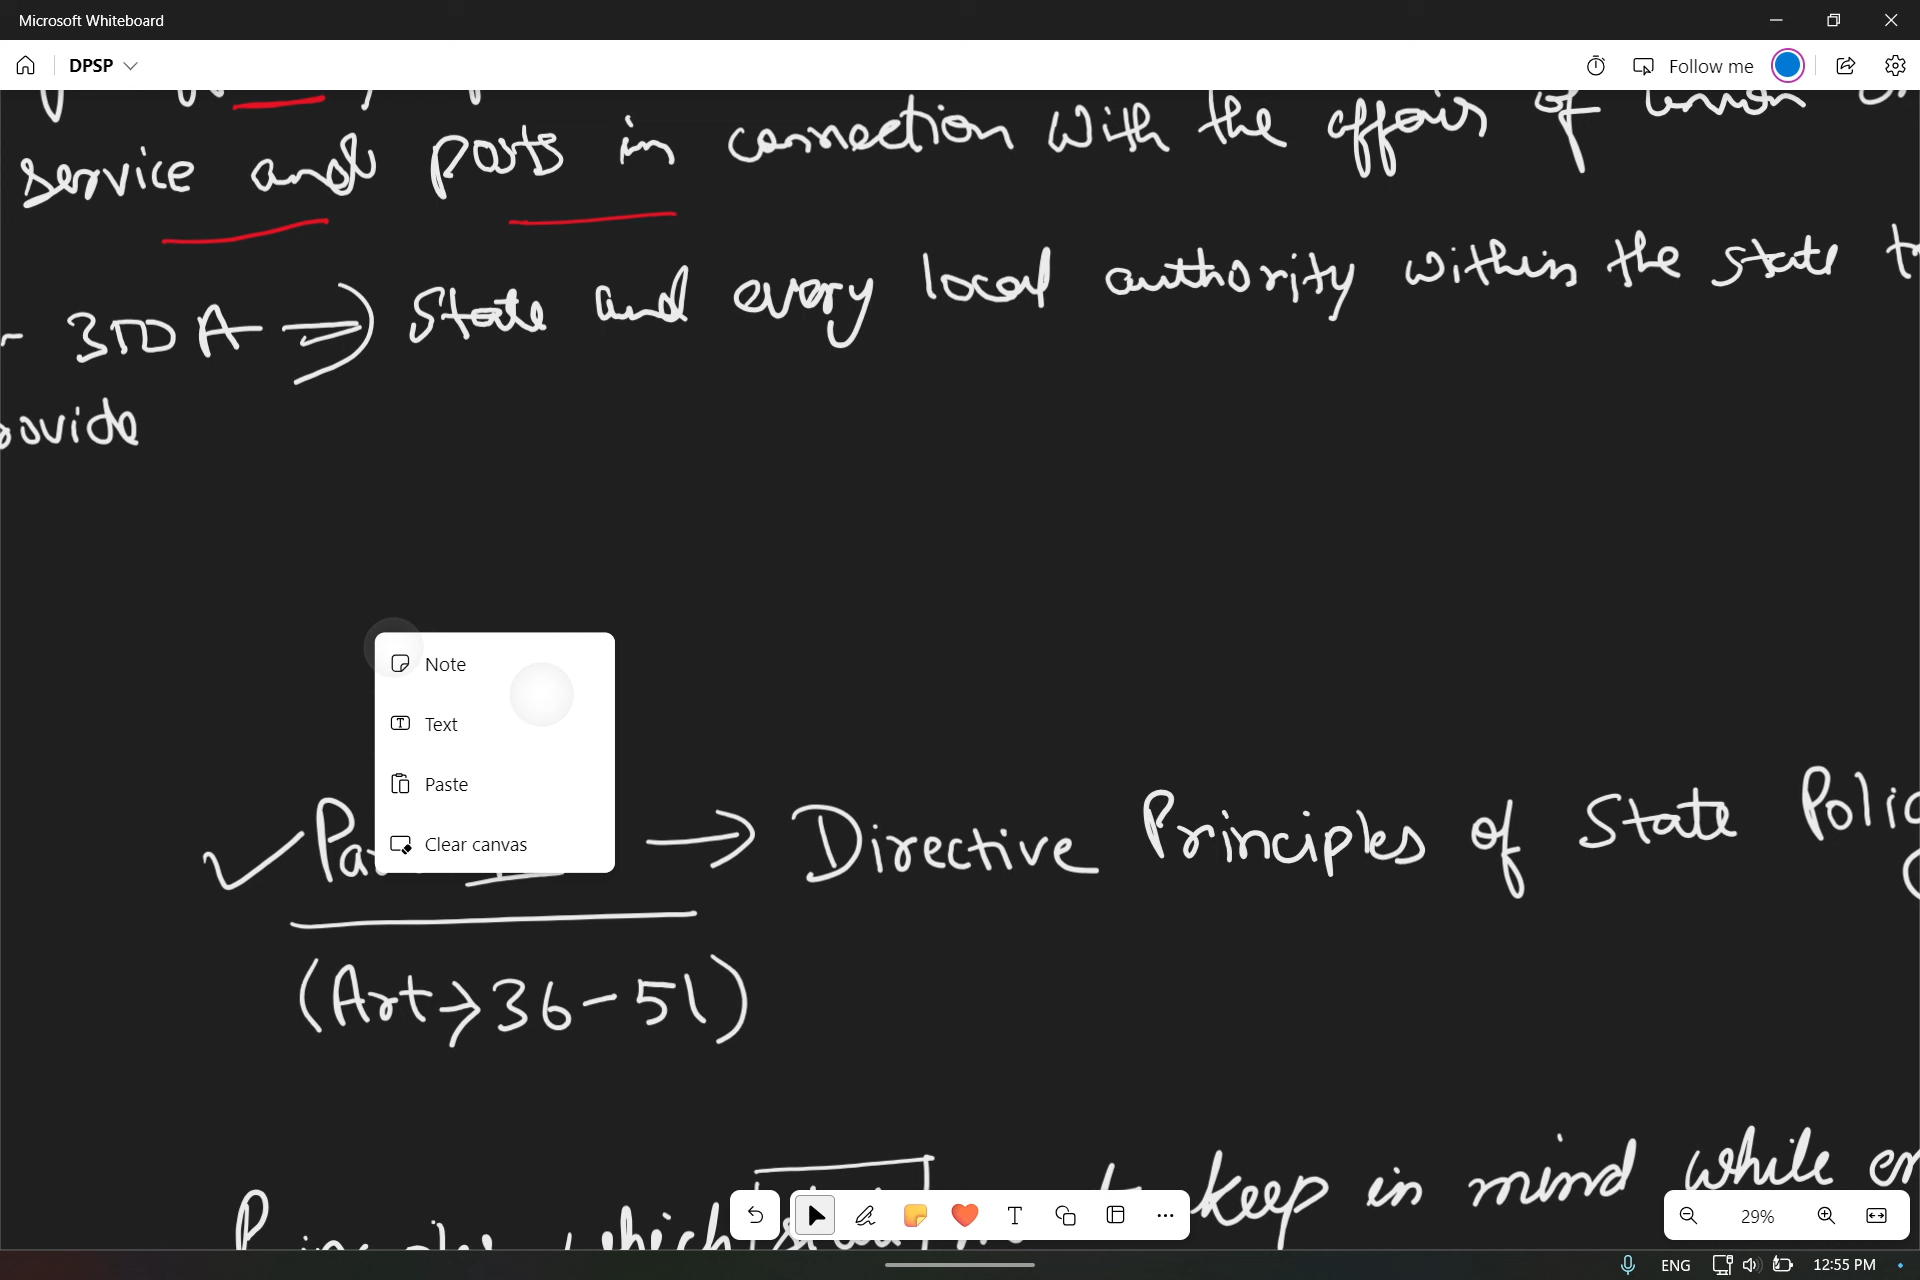 Microsoft Whiteboard
DPSP
Follow me
service and posts in connection with the affairs of
350 A ⇒ State and every local authority within the state
Note
Text
Paste
Clear canvas
→ Directive Principles of State
(Art→36-51)
which keep in mind while
29%
ENG
12:55 PM